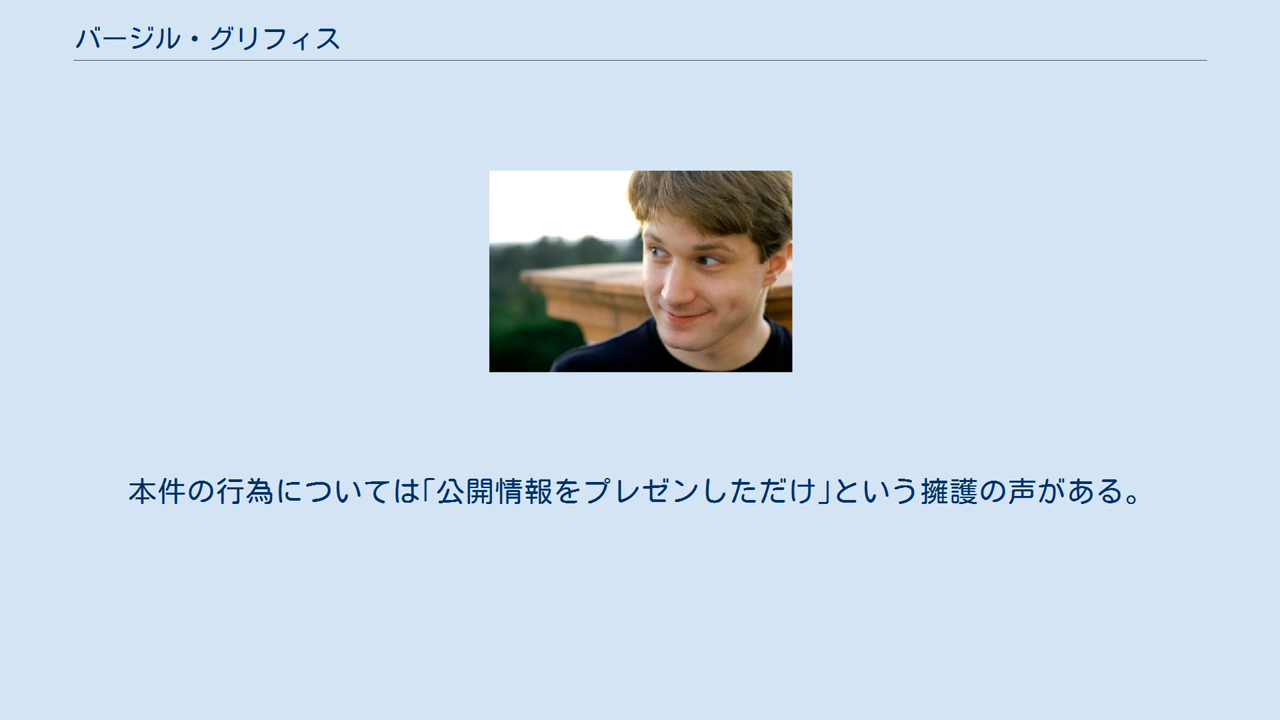 バージル・グリフィス
本件の行為については｢公開情報をプレゼンしただけ｣という擁護の声がある。